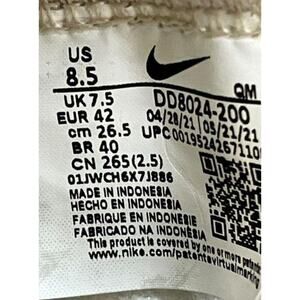 US
8.5
QM
UK 7.5
DD8024-200
EUR 42
04/28/21 05/21/21
cm 26.5
BR 40
UPC
CN 265(2.5)
MADE IN INDONESIA
HECHO EN INDONESIA
FABRIQUE EN INDONESIE
FABRICADO NA INDONÉSIA
This product is covered by one or more patents
www.nike.com/patents